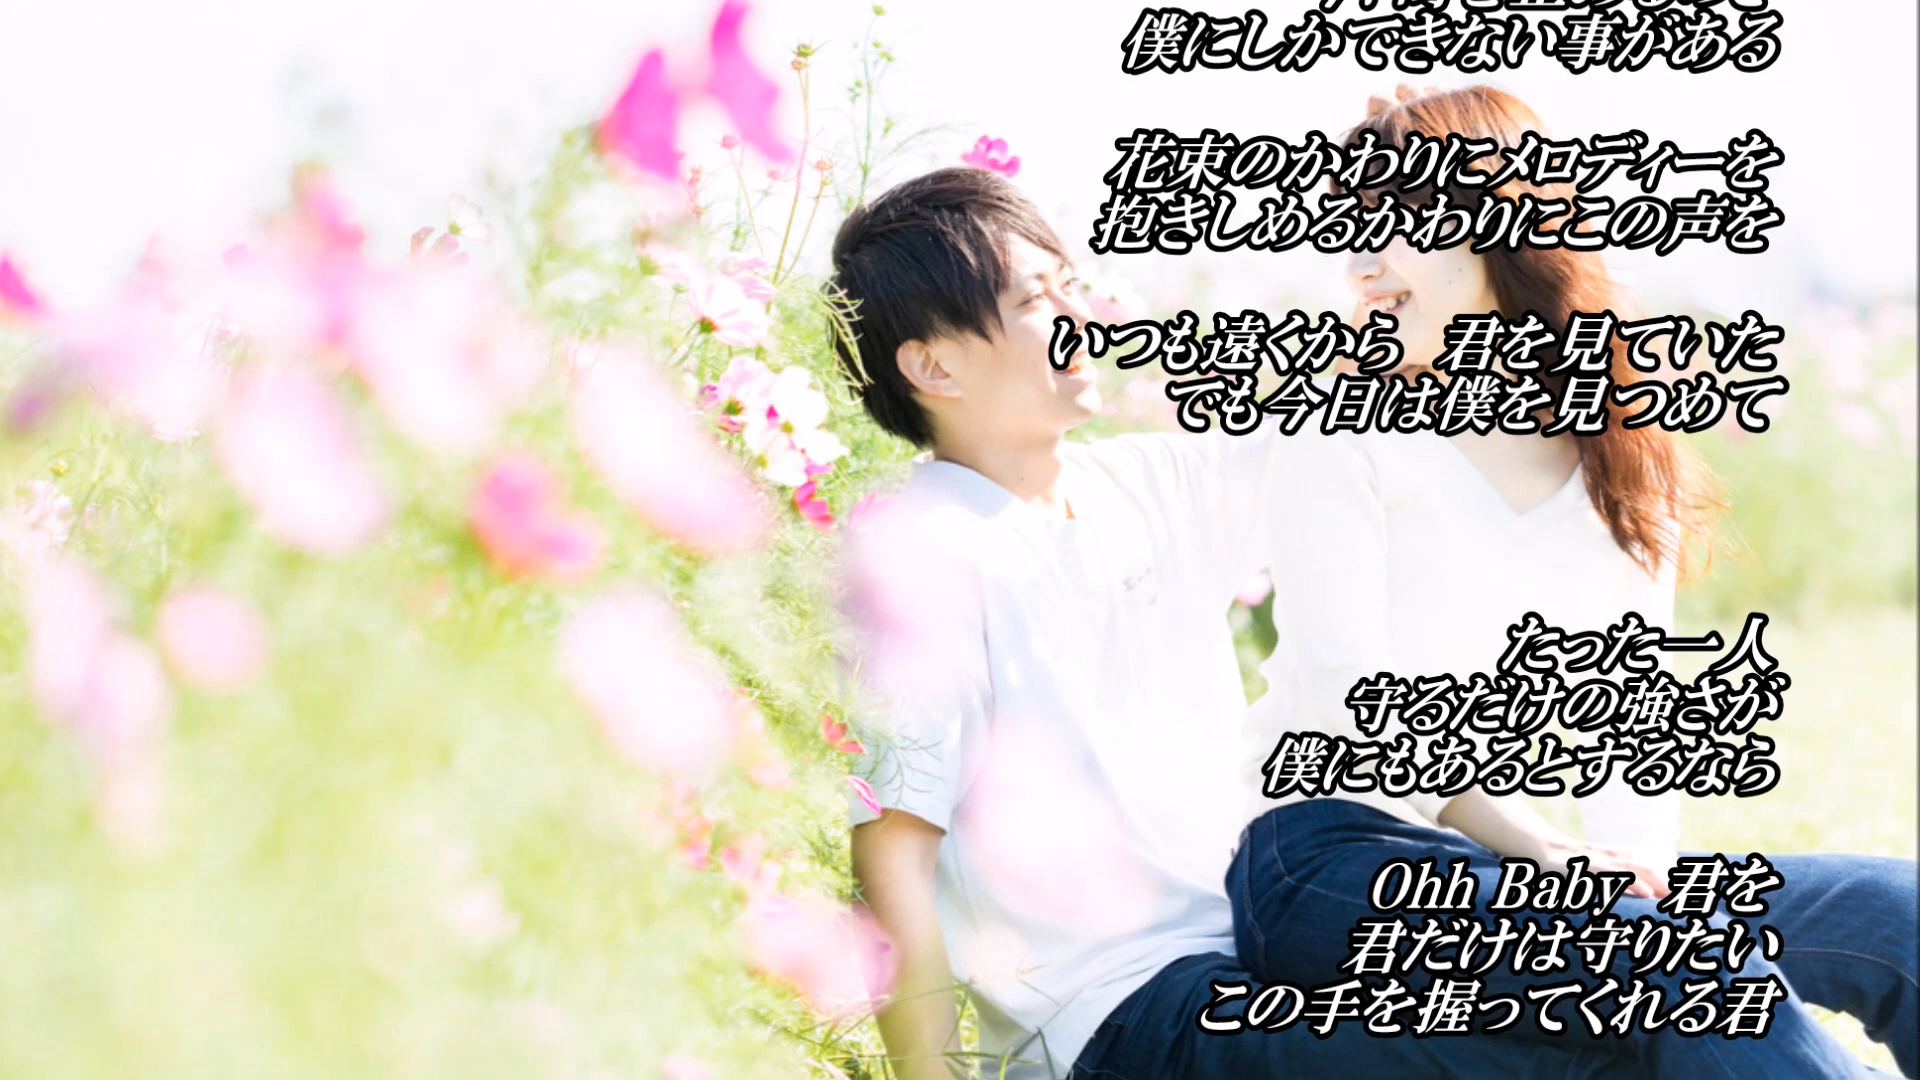 僕にしかできない事がある
花束のかわりにメロディーを
抱きしめるかわりにこの声を
いつも遠くから　君を見ていた
でも今日は僕を見つめて
たった一人
守るだけの強さが
僕にもあるとするなら
Ohh Baby　君を
君だけは守りたい
この手を握ってくれる君